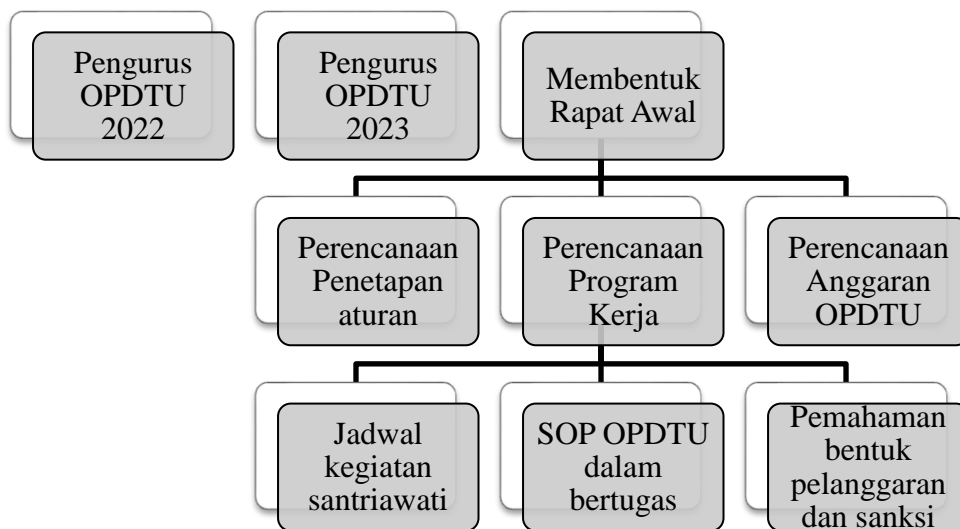 Pengurus
OPDTU
2022
Pengurus
OPDTU
2023
Membentuk
Rapat Awal
Perencanaan
Penetapan
aturan
Perencanaan
Program
Kerja
Perencanaan
Anggaran
OPDTU
Jadwal
kegiatan
santriawati
SOP OPDTU
dalam
bertugas
Pemahaman
bentuk
pelanggaran
dan sanksi